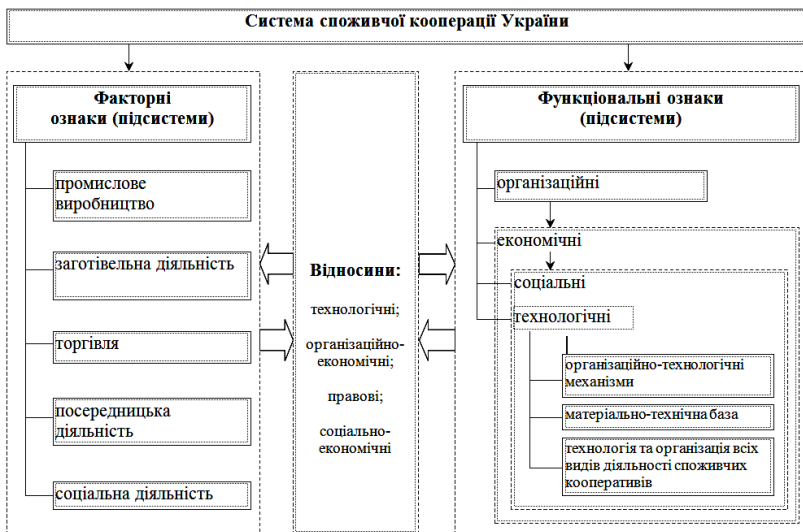 Система споживчої кооперації України
Факторні
ознаки (підсистеми)
промислове
виробництво
заготівельна діяльність
торгівля
посередницька
діяльність
соціальна діяльність
Відносини:
технологічні;
організаційно-
економічні;
правові;
соціально-
економічні
Функціональні ознаки
(підсистеми)
організаційні
економічні
соціальні
технологічні
організаційно-технологічні
механізми
матеріально-технічна база
технологія та організація всіх
видів діяльності споживчих
кооперативів